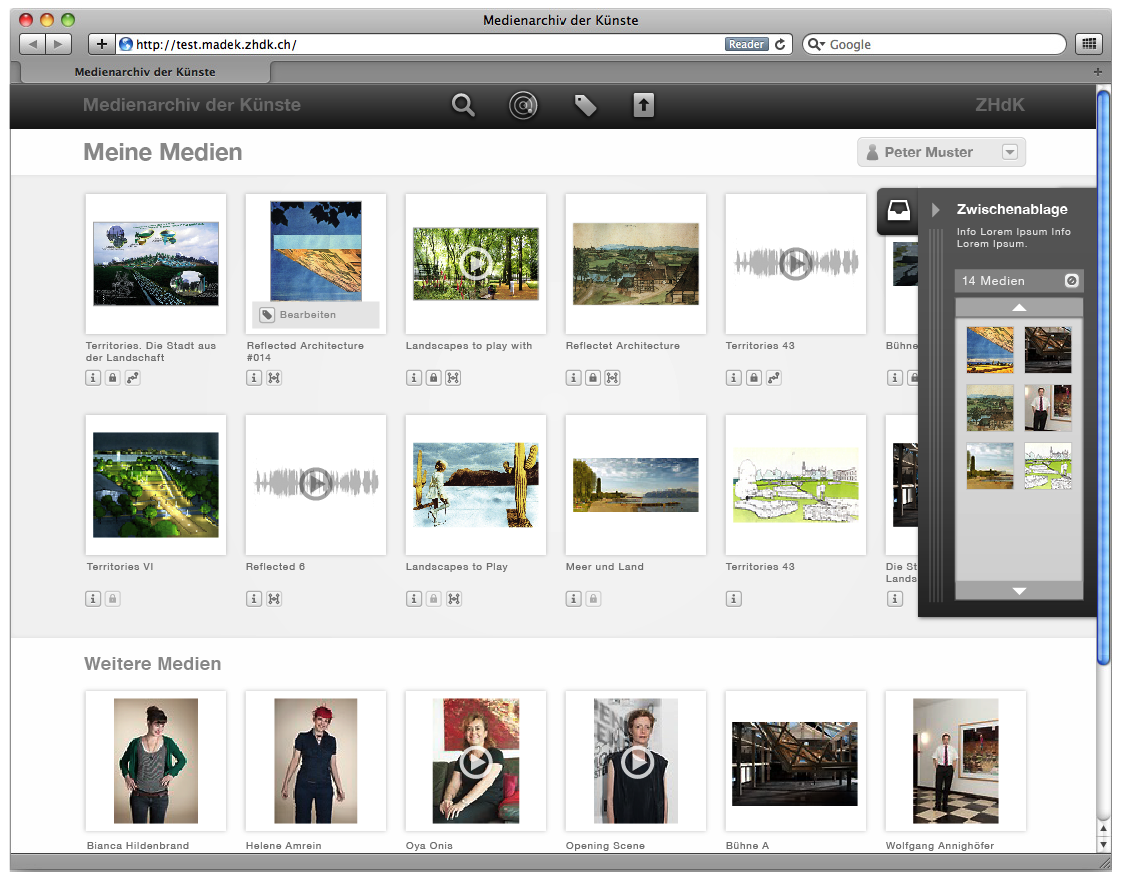 Medienarchiv der Künste
http://test.madek.zhdk.ch/
Reader
Google
Medienarchiv der Künste
Medienarchiv der Künste
ZHdK
Meine Medien
Peter Muster
Zwischenablage
Info Lorem Ipsum Info
Lorem Ipsum.
14 Medien
Bearbeiten
Territories. Die Stadt aus
der Landschaft
Reflected Architecture
#014
Landscapes to play with
Reflectet Architecture
Territories 43
Bühne
Territories VI
Reflected 6
Landscapes to Play
Meer und Land
Territories 43
Die St
Lands
Weitere Medien
Bianca Hildenbrand
Helene Amrein
Oya Onis
Opening Scene
Bühne A
Wolfgang Annighöfer